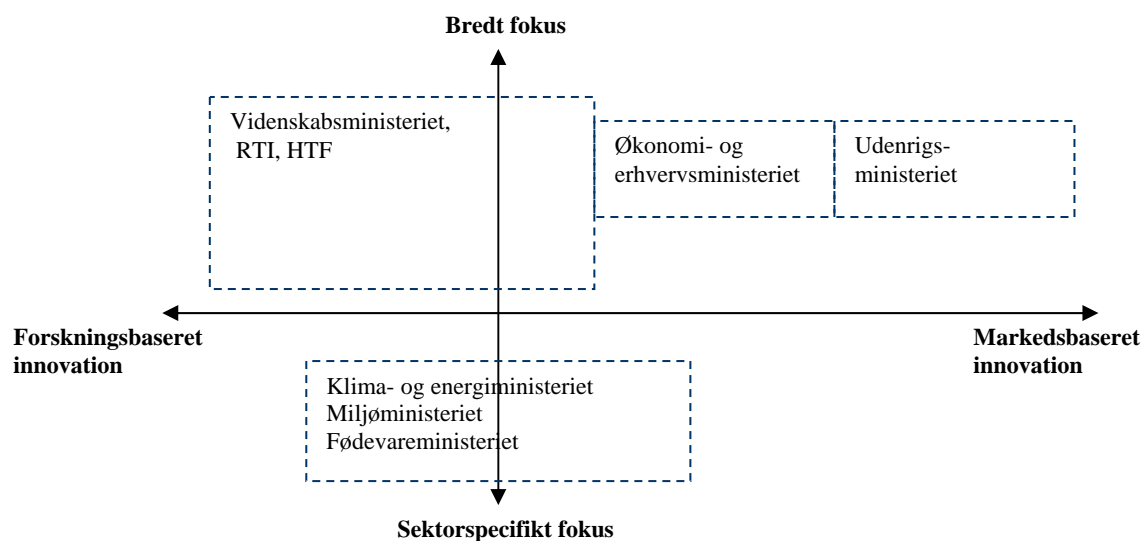 Bredt fokus
Videnskabsministeriet,
RTI, HTF
Økonomi- og
erhvervsministeriet
Udenrigs-
ministeriet
Forskningsbaseret
innovation
Markedsbaseret
innovation
Klima- og energiministeriet
Miljøministeriet
Fødevareministeriet
Sektorspecifikt fokus